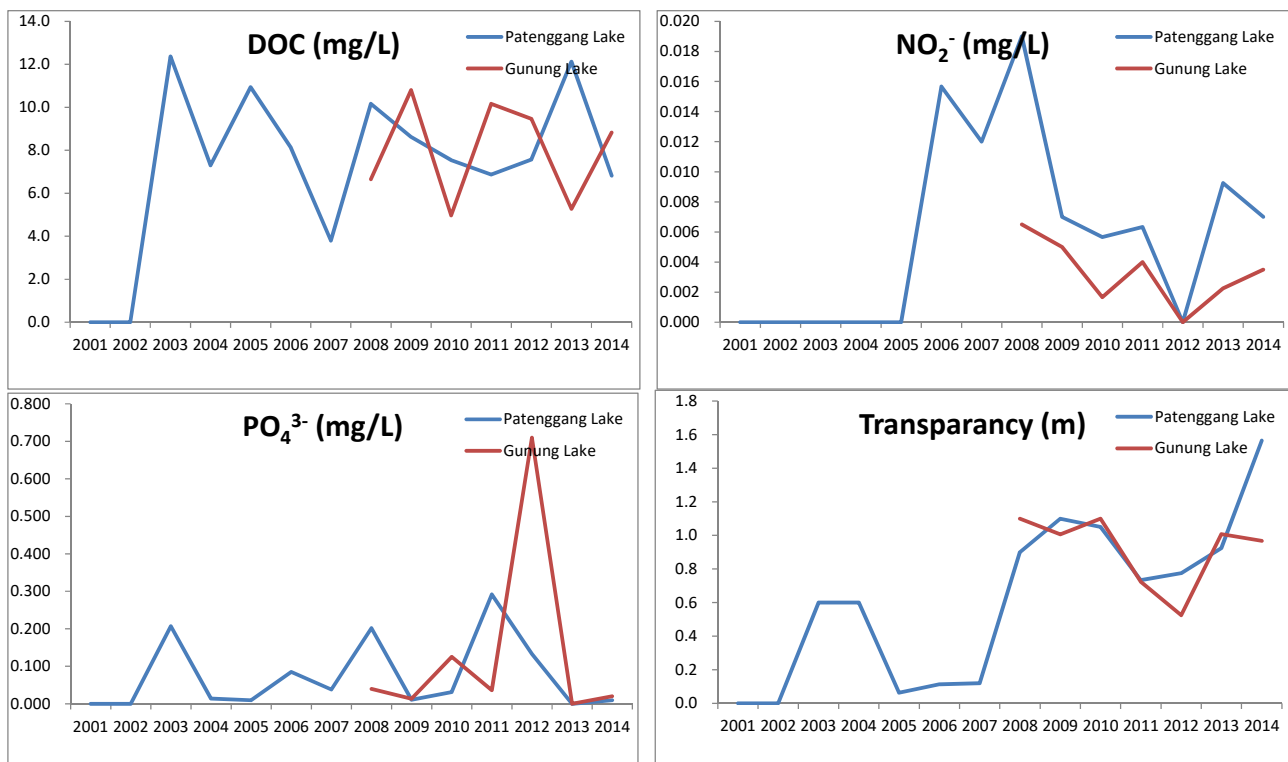 DOC (mg/L)
Patenggang Lake
Gunung Lake
14.0
12.0
10.0
8.0
6.0
4.0
2.0
0.0
2001 2002 2003 2004 2005 2006 2007 2008 2009 2010 2011 2012 2013 2014
NO₂⁻ (mg/L)
Patenggang Lake
Gunung Lake
0.020
0.018
0.016
0.014
0.012
0.010
0.008
0.006
0.004
0.002
0.000
2001 2002 2003 2004 2005 2006 2007 2008 2009 2010 2011 2012 2013 2014
PO₄³⁻ (mg/L)
Patenggang Lake
Gunung Lake
0.800
0.700
0.600
0.500
0.400
0.300
0.200
0.100
0.000
2001 2002 2003 2004 2005 2006 2007 2008 2009 2010 2011 2012 2013 2014
Transparancy (m)
Patenggang Lake
Gunung Lake
1.8
1.6
1.4
1.2
1.0
0.8
0.6
0.4
0.2
0.0
2001 2002 2003 2004 2005 2006 2007 2008 2009 2010 2011 2012 2013 2014